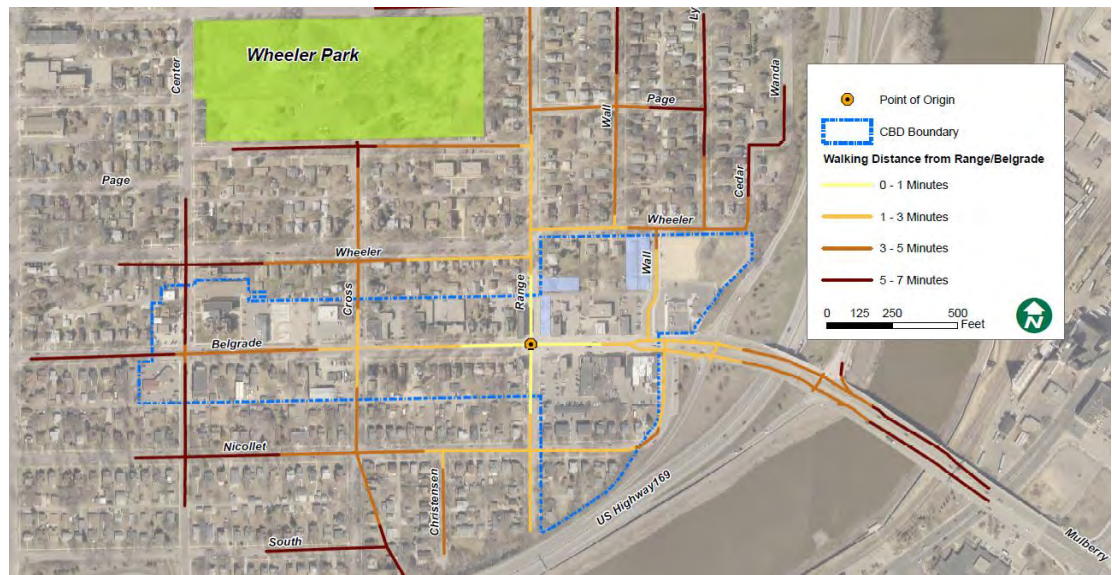 Wheeler Park
Center
Wall
Page
Ly
Wanda
Cedar
Page
Wheeler
Wheeler
Wall
Range
Cross
Belgrade
Nicollet
Christensen
South
US Highway169
Mulberry
Point of Origin
CBD Boundary
Walking Distance from Range/Belgrade
0 - 1 Minutes
1 - 3 Minutes
3 - 5 Minutes
5 - 7 Minutes
0 125 250 500
Feet
N